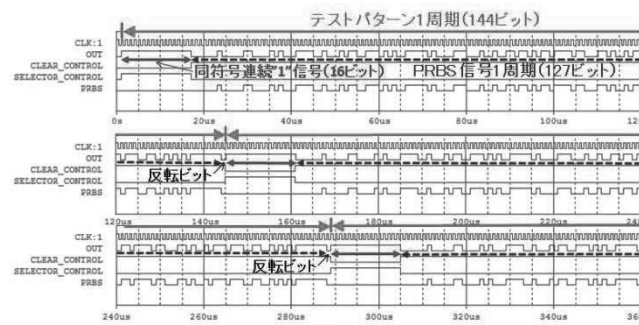 テストパターン1周期(144ビット)
CLK:1
OUT
CLEAR_CONTROL
SELECTOR_CONTROL
PRBS
同符号連続"1"信号(16ビット)
PRBS信号1周期(127ビット)
0s 20us 40us 60us 80us 100us 120
CLK:1
OUT
CLEAR_CONTROL
SELECTOR_CONTROL
PRBS
反転ビット
120us 140us 160us 180us 200us 220us 240
CLK:1
OUT
CLEAR_CONTROL
SELECTOR_CONTROL
PRBS
反転ビット
240us 260us 280us 300us 320us 340us 360